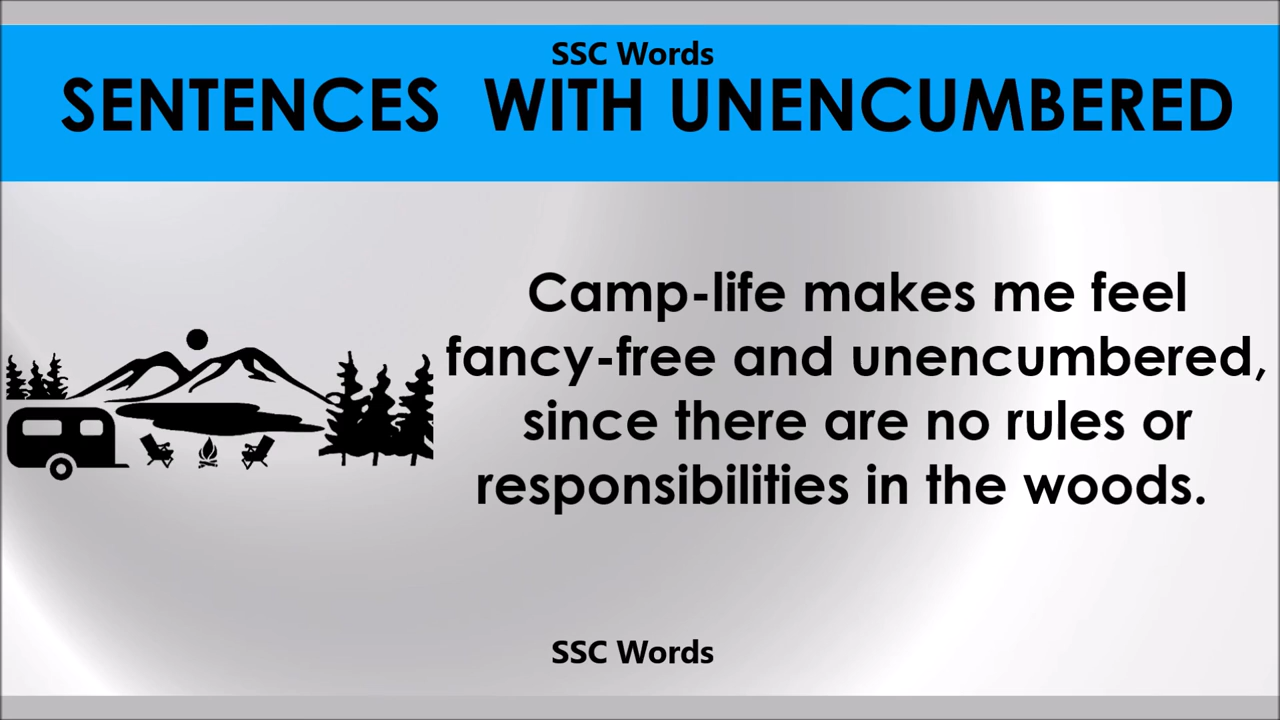 SSC Words
SENTENCES WITH UNENCUMBERED
Camp-life makes me feel
fancy-free and unencumbered,
since there are no rules or
responsibilities in the woods.
SSC Words